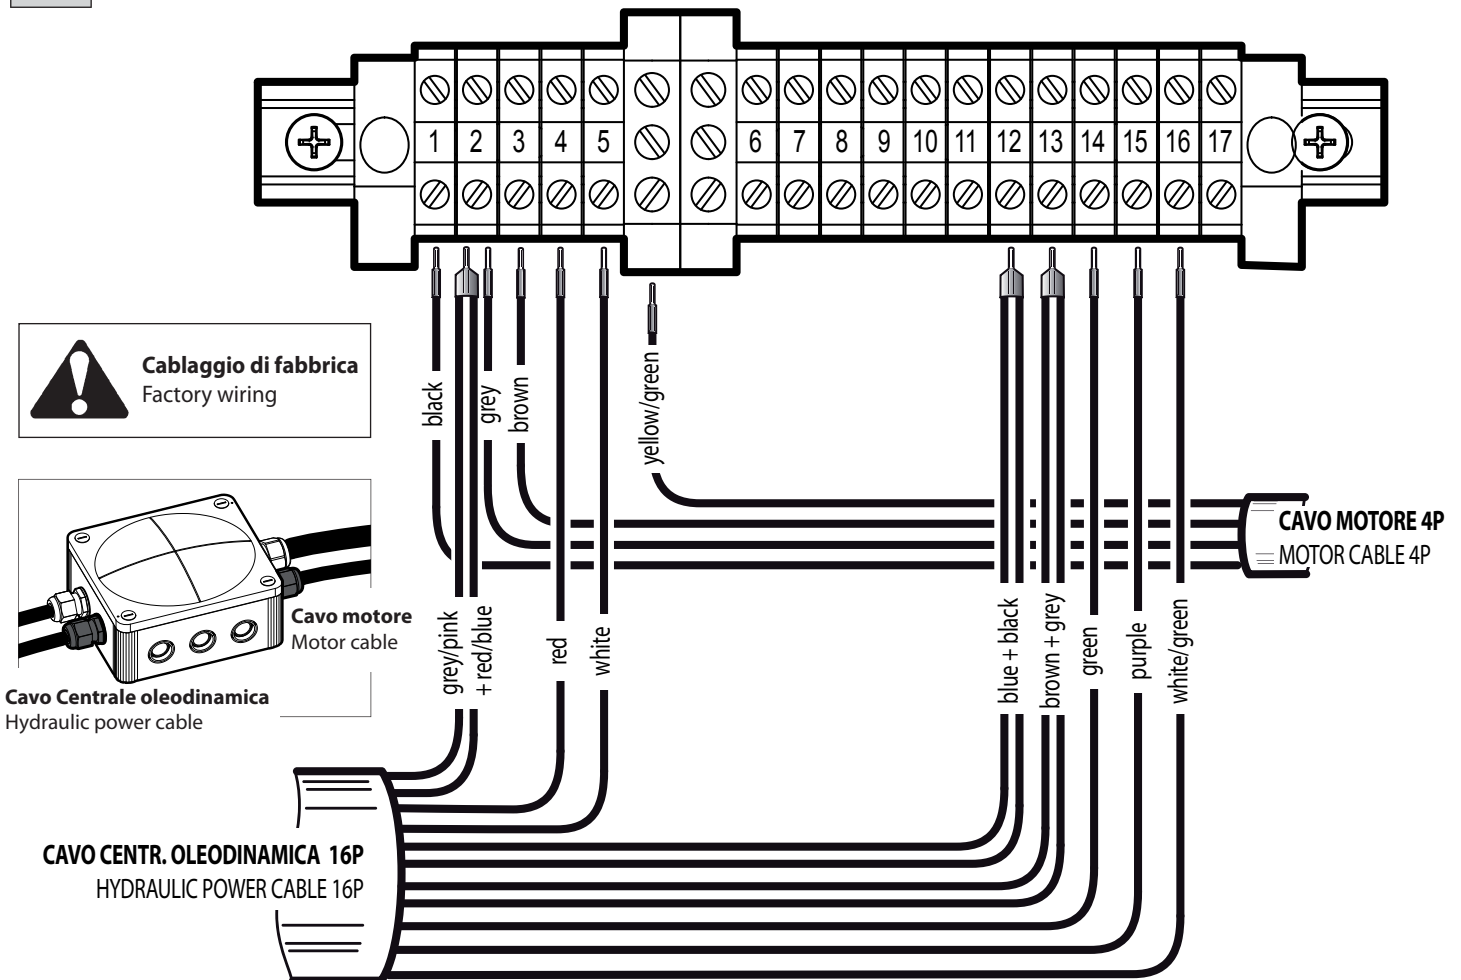 1 2 3 4 5 6 7 8 9 10 11 12 13 14 15 16 17
Cablaggio di fabbrica
Factory wiring
black
grey
brown
yellow/green
CAVO MOTORE 4P
MOTOR CABLE 4P
Cavo motore
Motor cable
Cavo Centrale oleodinamica
Hydraulic power cable
grey/pink
+ red/blue
red
white
blue + black
brown + grey
green
purple
white/green
CAVO CENTR. OLEODINAMICA 16P
HYDRAULIC POWER CABLE 16P